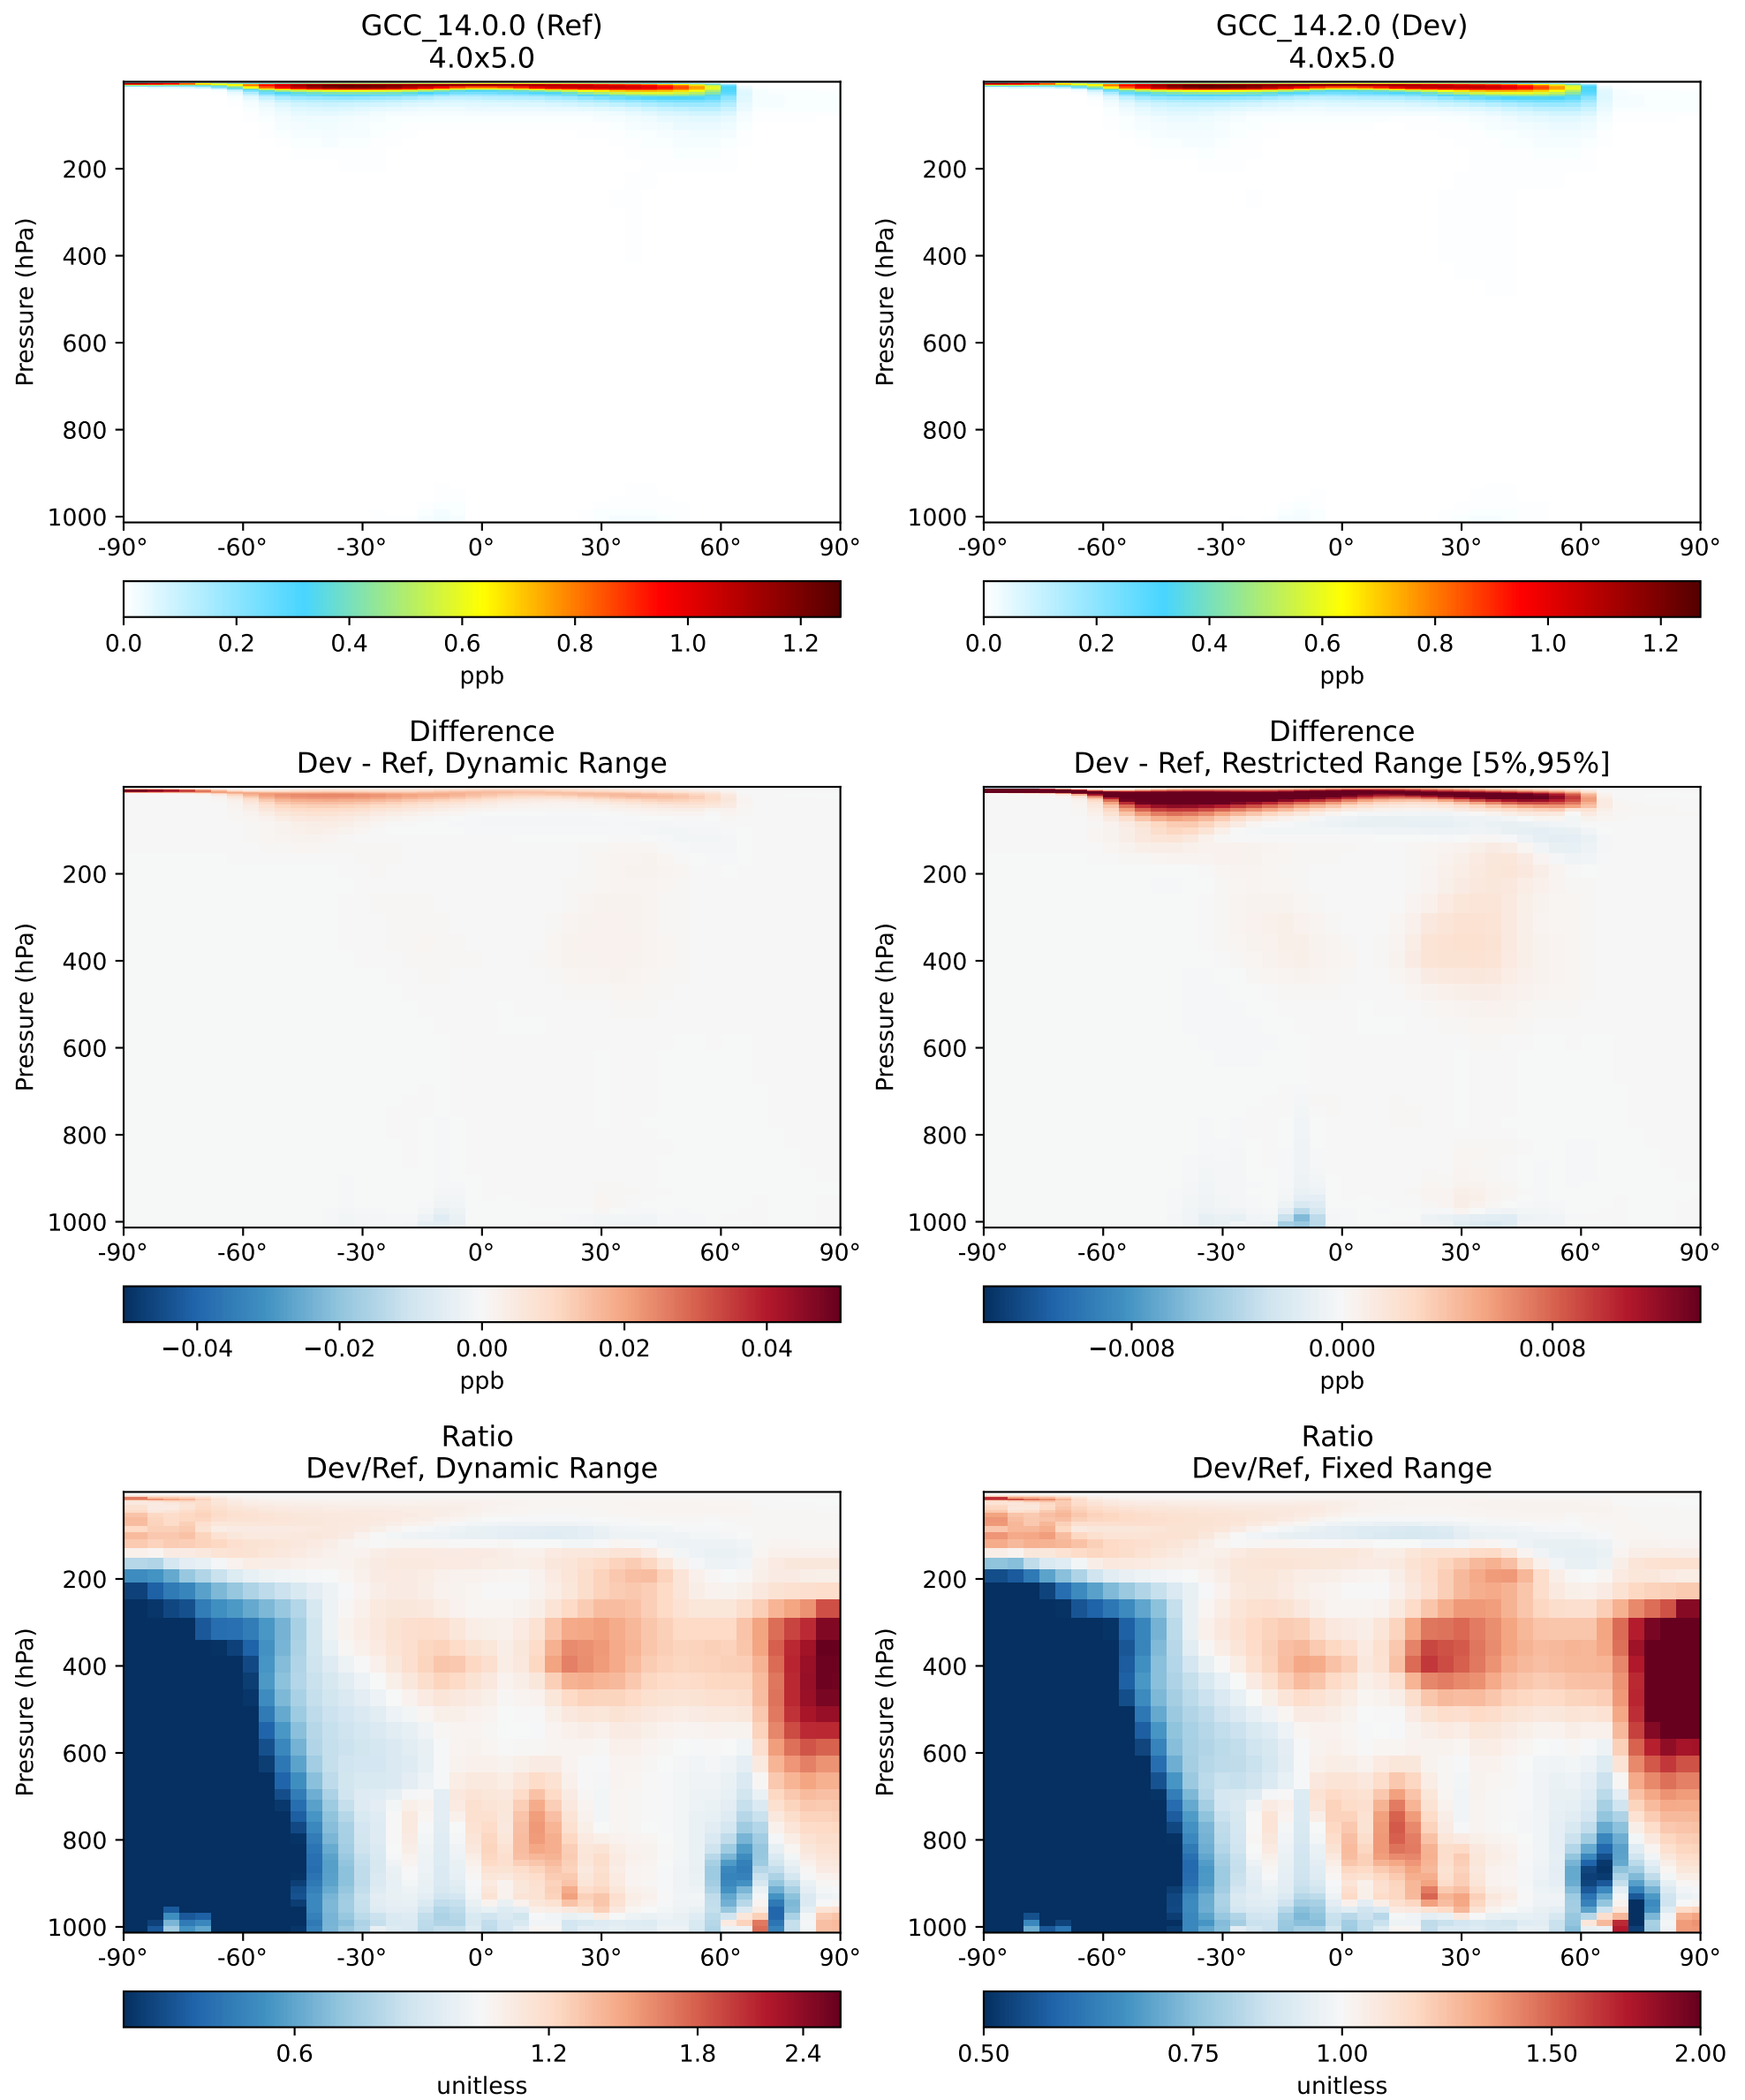 GCC_14.0.0 (Ref)
4.0x5.0
GCC_14.2.0 (Dev)
4.0x5.0
Pressure (hPa)
200
400
600
800
1000
-90° -60° -30° 0° 30° 60° 90°
0.0 0.2 0.4 0.6 0.8 1.0 1.2
ppb
Pressure (hPa)
200
400
600
800
1000
-90° -60° -30° 0° 30° 60° 90°
0.0 0.2 0.4 0.6 0.8 1.0 1.2
ppb
Difference
Dev - Ref, Dynamic Range
Difference
Dev - Ref, Restricted Range [5%,95%]
Pressure (hPa)
200
400
600
800
1000
-90° -60° -30° 0° 30° 60° 90°
−0.04 −0.02 0.00 0.02 0.04
ppb
Pressure (hPa)
200
400
600
800
1000
-90° -60° -30° 0° 30° 60° 90°
−0.008 0.000 0.008
ppb
Ratio
Dev/Ref, Dynamic Range
Ratio
Dev/Ref, Fixed Range
Pressure (hPa)
200
400
600
800
1000
-90° -60° -30° 0° 30° 60° 90°
0.6 1.2 1.8 2.4
unitless
Pressure (hPa)
200
400
600
800
1000
-90° -60° -30° 0° 30° 60° 90°
0.50 0.75 1.00 1.50 2.00
unitless